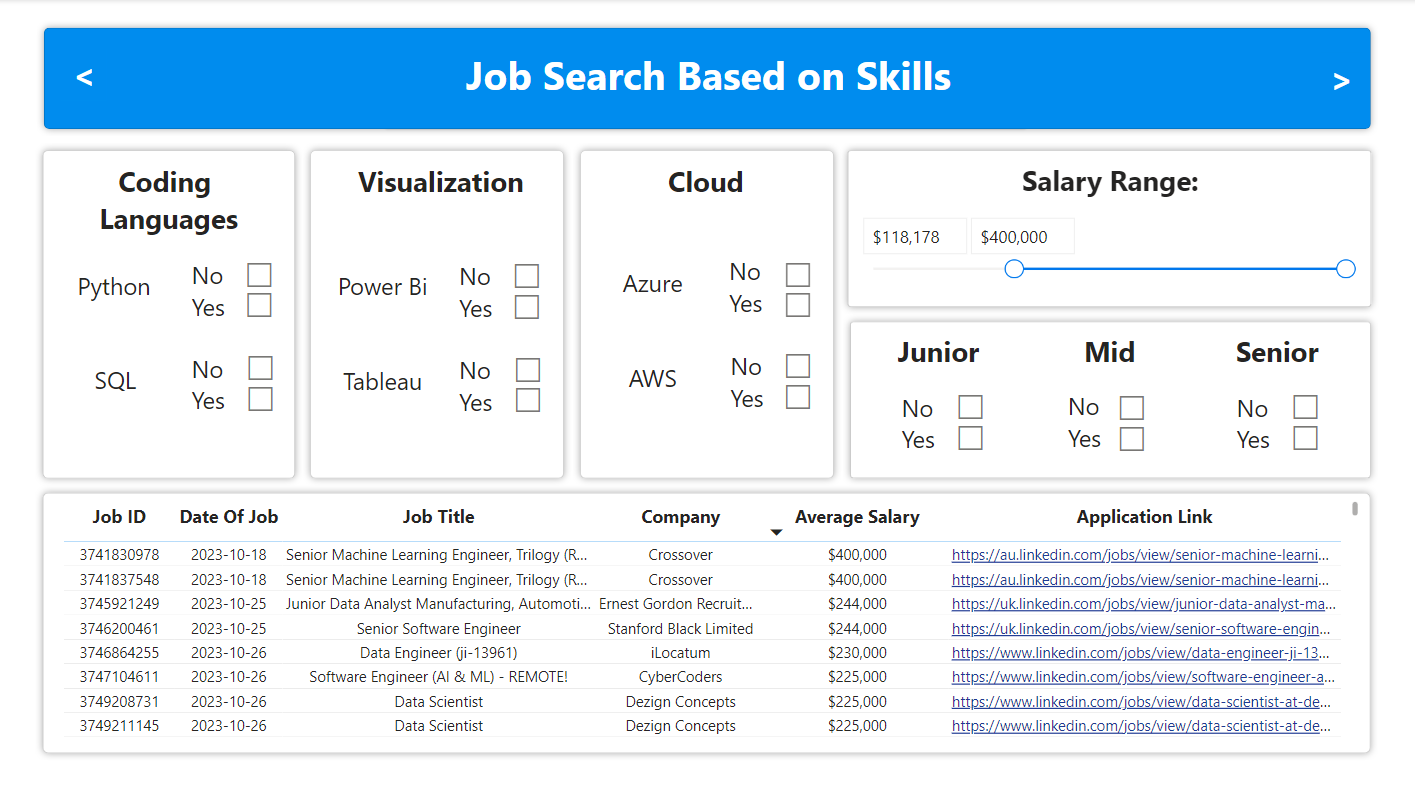 < Job Search Based on Skills >
Coding
Languages
Python
No
Yes
SQL
No
Yes
Visualization
Power Bi
No
Yes
Tableau
No
Yes
Cloud
Azure
No
Yes
AWS
No
Yes
Salary Range:
$118,178 $400,000
Junior Mid Senior
No No No
Yes Yes Yes
Job ID Date Of Job Job Title Company Average Salary Application Link
3741830978 2023-10-18 Senior Machine Learning Engineer, Trilogy (R... Crossover $400,000 https://au.linkedin.com/jobs/view/senior-machine-learni...
3741837548 2023-10-18 Senior Machine Learning Engineer, Trilogy (R... Crossover $400,000 https://au.linkedin.com/jobs/view/senior-machine-learni...
3745921249 2023-10-25 Junior Data Analyst Manufacturing, Automoti... Ernest Gordon Recruit... $244,000 https://uk.linkedin.com/jobs/view/junior-data-analyst-ma...
3746200461 2023-10-25 Senior Software Engineer Stanford Black Limited $244,000 https://uk.linkedin.com/jobs/view/senior-software-engin...
3746864255 2023-10-26 Data Engineer (ji-13961) iLocatum $230,000 https://www.linkedin.com/jobs/view/data-engineer-ji-13...
3747104611 2023-10-26 Software Engineer (AI & ML) - REMOTE! CyberCoders $225,000 https://www.linkedin.com/jobs/view/software-engineer-a...
3749208731 2023-10-26 Data Scientist Dezign Concepts $225,000 https://www.linkedin.com/jobs/view/data-scientist-at-de...
3749211145 2023-10-26 Data Scientist Dezign Concepts $225,000 https://www.linkedin.com/jobs/view/data-scientist-at-de...